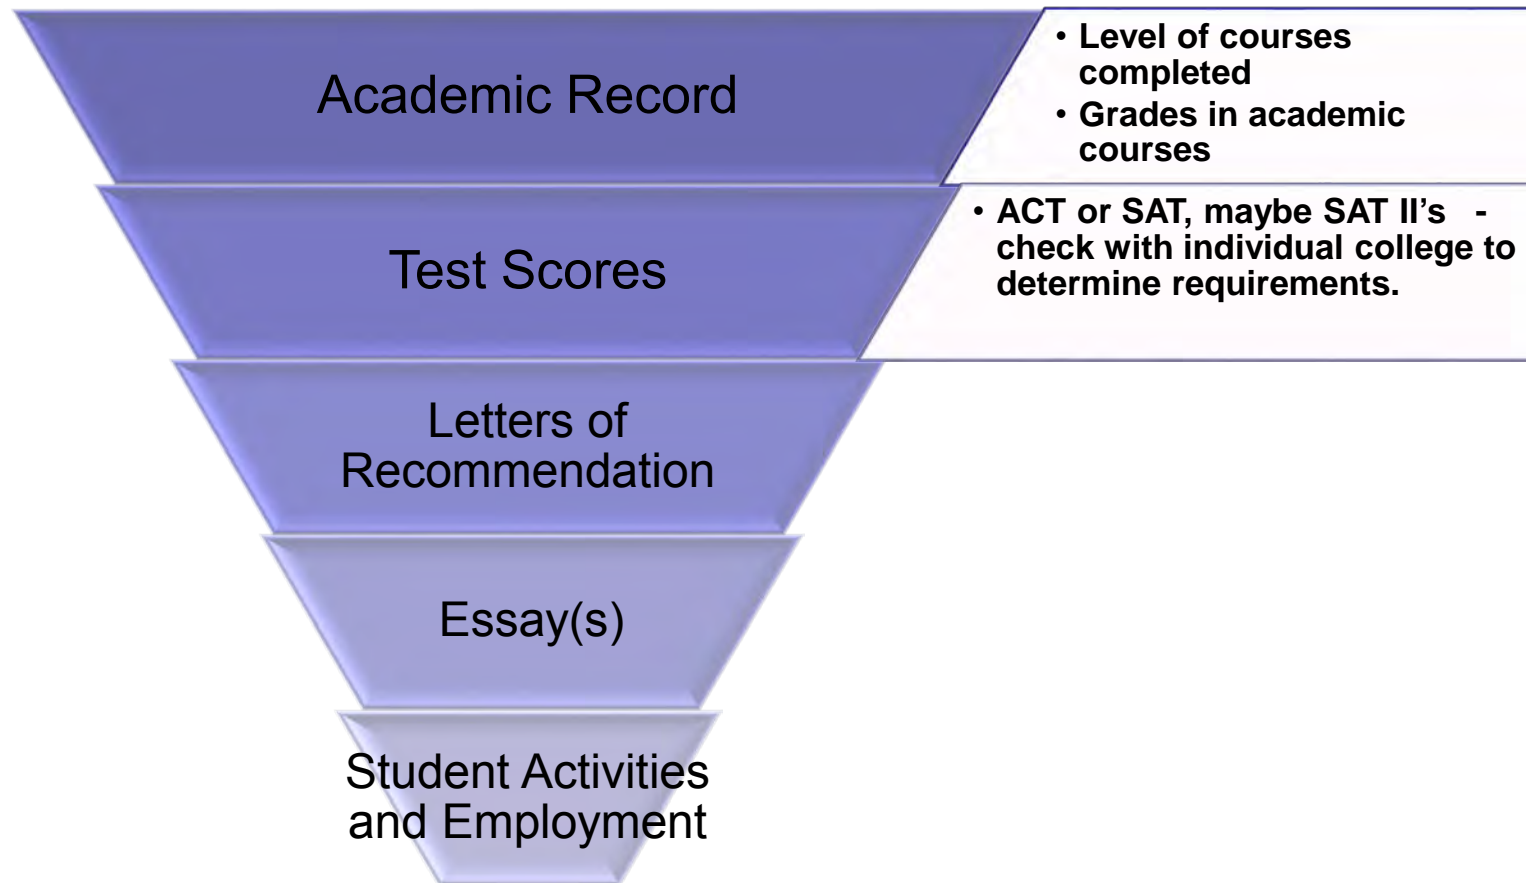 Academic Record
• Level of courses
completed
• Grades in academic
courses
Test Scores
• ACT or SAT, maybe SAT II’s -
check with individual college to
determine requirements.
Letters of
Recommendation
Essay(s)
Student Activities
and Employment